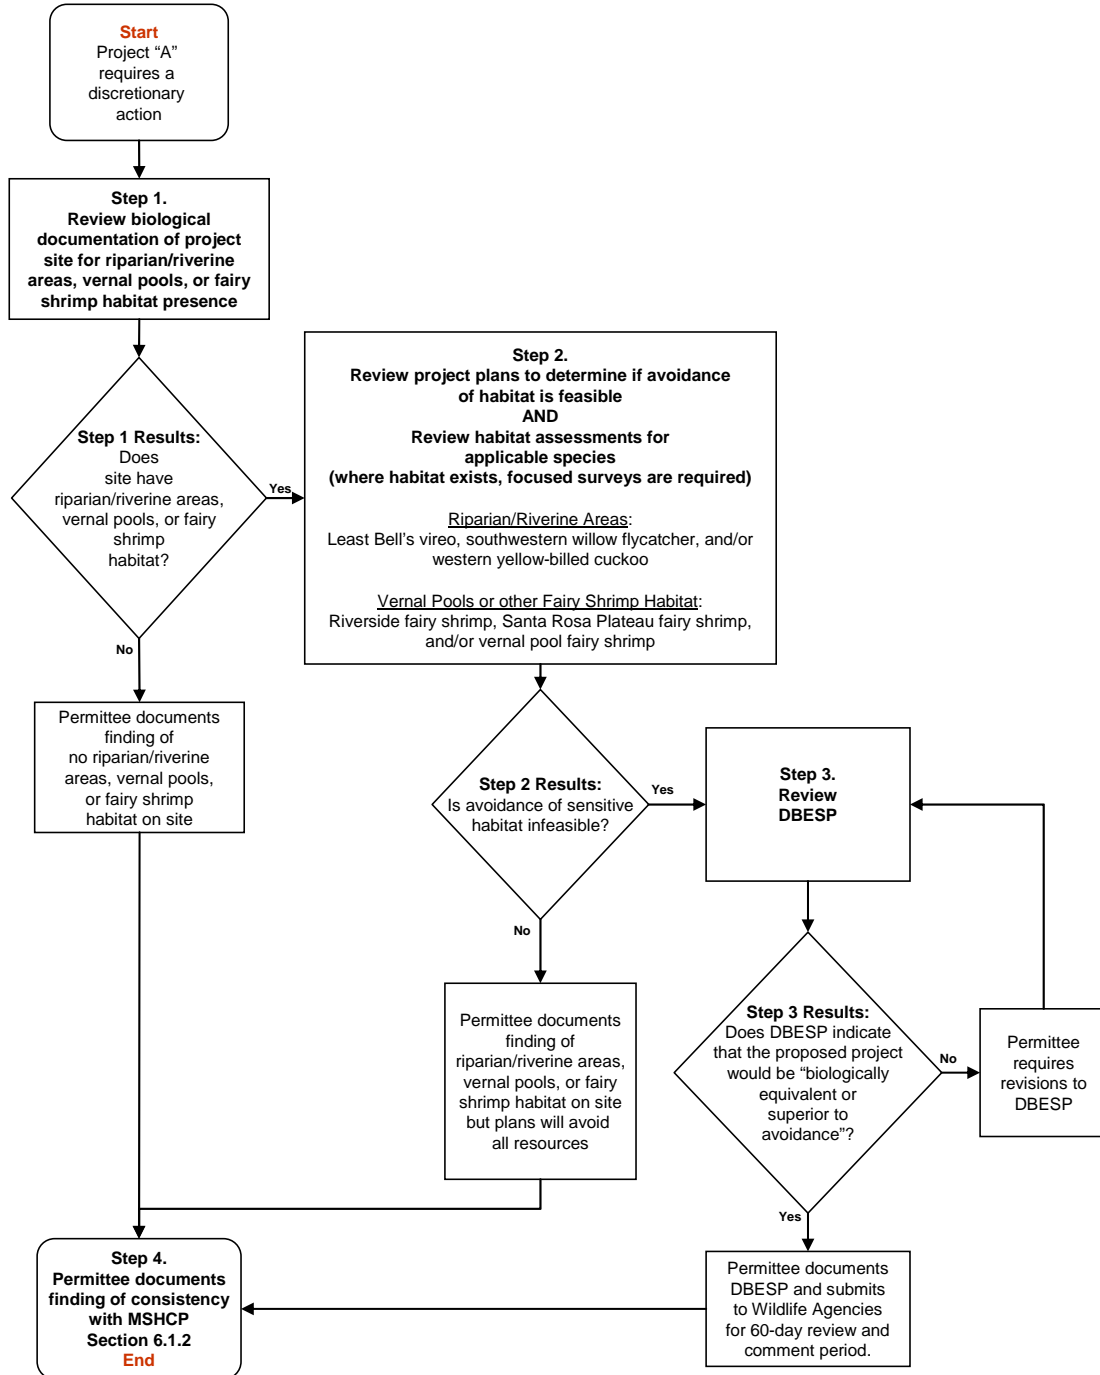 Start
Project “A”
requires a
discretionary
action
Step 1.
Review biological
documentation of project
site for riparian/riverine
areas, vernal pools, or fairy
shrimp habitat presence
Step 1 Results:
Does
site have
riparian/riverine areas,
vernal pools, or fairy
shrimp
habitat?
Yes
No
Step 2.
Review project plans to determine if avoidance
of habitat is feasible
AND
Review habitat assessments for
applicable species
(where habitat exists, focused surveys are required)
Riparian/Riverine Areas:
Least Bell’s vireo, southwestern willow flycatcher, and/or
western yellow-billed cuckoo
Vernal Pools or other Fairy Shrimp Habitat:
Riverside fairy shrimp, Santa Rosa Plateau fairy shrimp,
and/or vernal pool fairy shrimp
Permittee documents
finding of
no riparian/riverine
areas, vernal pools,
or fairy shrimp
habitat on site
Step 2 Results:
Is avoidance of sensitive
habitat infeasible?
Yes
No
Step 3.
Review
DBESP
Permittee documents
finding of
riparian/riverine areas,
vernal pools, or fairy
shrimp habitat on site
but plans will avoid
all resources
Step 3 Results:
Does DBESP indicate
that the proposed project
would be “biologically
equivalent or
superior to
avoidance”?
No
Yes
Permittee
requires
revisions to
DBESP
Permittee documents
DBESP and submits
to Wildlife Agencies
for 60-day review and
comment period.
Step 4.
Permittee documents
finding of consistency
with MSHCP
Section 6.1.2
End